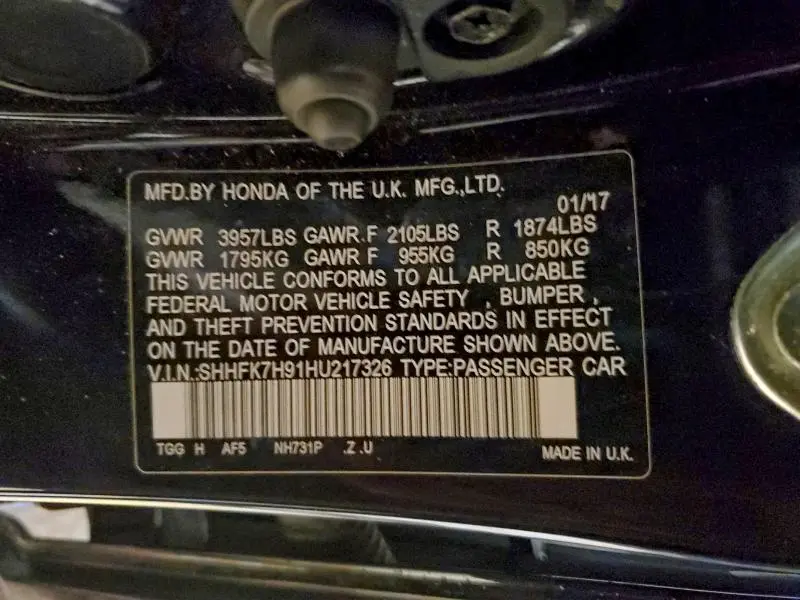 MFD.BY HONDA OF THE U.K. MFG.,LTD.
01/17
GVWR 3957LBS GAWR.F 2105LBS R 1874LBS
GVWR 1795KG GAWR F 955KG R 850KG
THIS VEHICLE CONFORMS TO ALL APPLICABLE
FEDERAL MOTOR VEHICLE SAFETY , BUMPER ,
AND THEFT PREVENTION STANDARDS IN EFFECT
ON THE DATE OF MANUFACTURE SHOWN ABOVE.
V.I.N.:SHHFK7H91HU217326 TYPE:PASSENGER CAR
TGG H AF5 NH731P .Z .U MADE IN U.K.